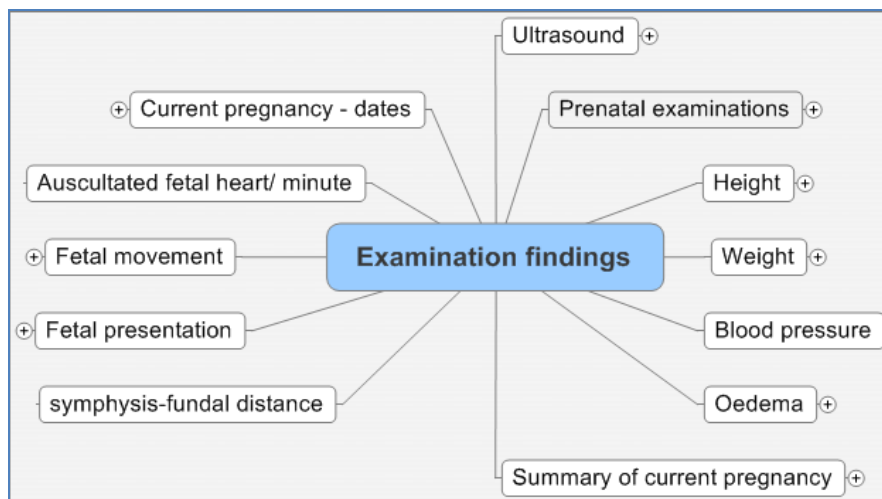 Ultrasound
Current pregnancy - dates
Prenatal examinations
Auscultated fetal heart/ minute
Height
Fetal movement
Examination findings
Weight
Fetal presentation
Blood pressure
symphysis-fundal distance
Oedema
Summary of current pregnancy